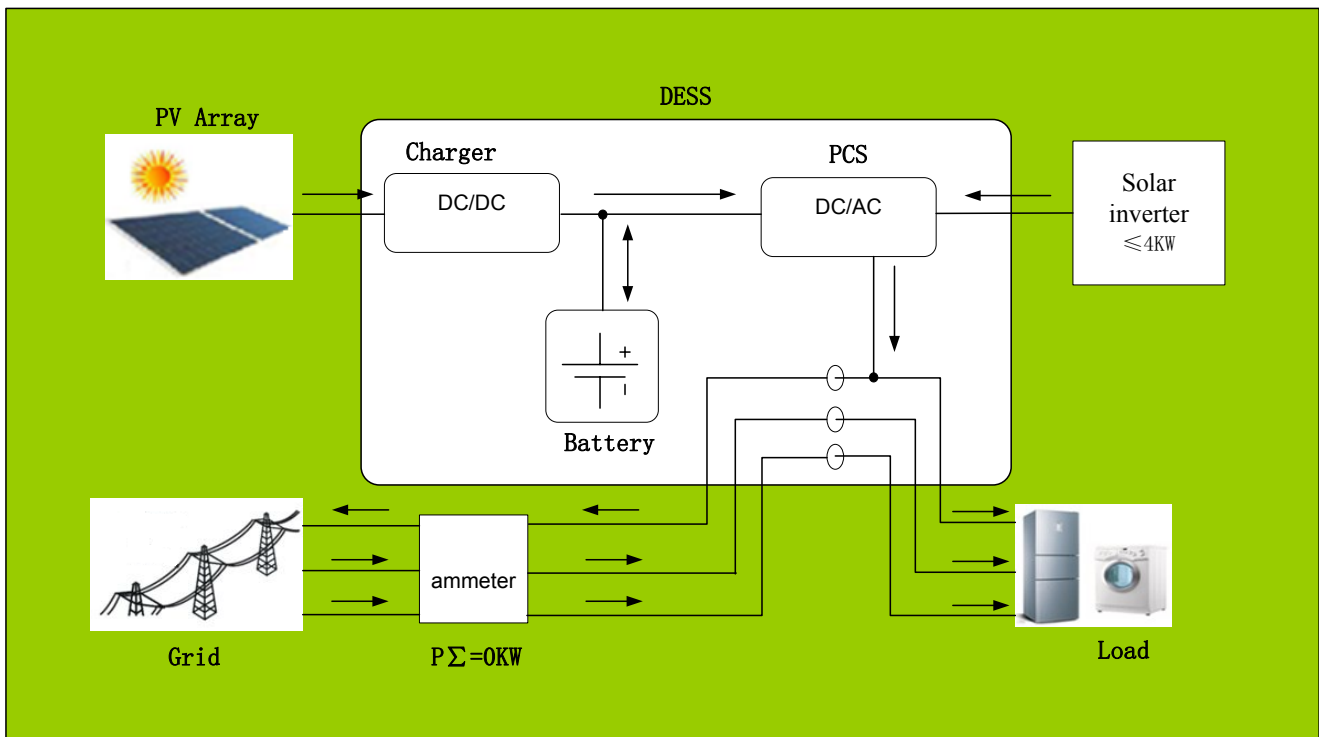 DESS
PV Array
Charger
PCS
DC/DC
DC/AC
Solar
inverter
≤4KW
+
Battery
ammeter
Grid
PΣ=0KW
Load